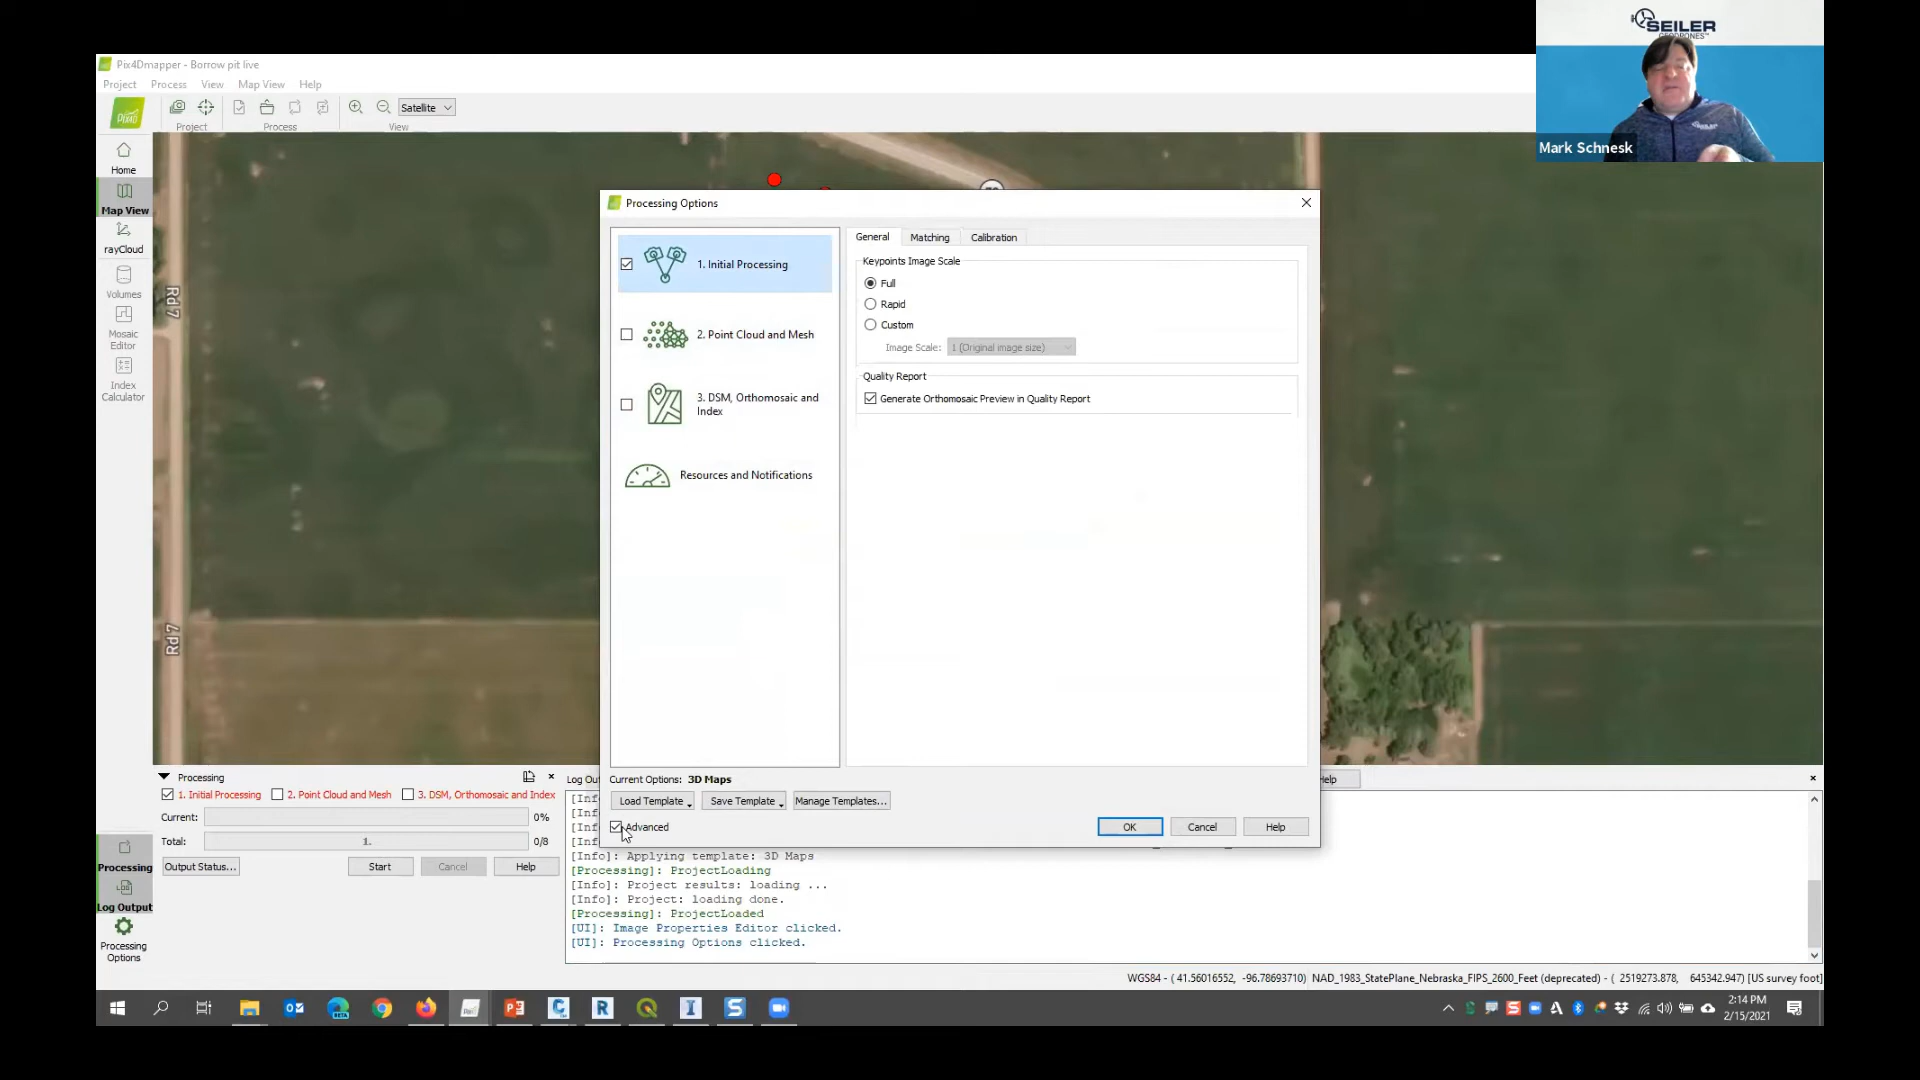 SEILER
Mark Schnesk
Pix4Dmapper - Borrow pit live
Project Process View Map View Help
Satellite
Project Process View
Home
Map View
rayCloud
Volumes
Mosaic
Editor
Index
Calculator
Processing
Log Output
Processing
Options
Rd 7
Rd 7
Processing Options
1. Initial Processing
2. Point Cloud and Mesh
3. DSM, Orthomosaic and
Index
Resources and Notifications
General Matching Calibration
Keypoints Image Scale
Full
Rapid
Custom
Image Scale: 1 (Original image size)
Quality Report
Generate Orthomosaic Preview in Quality Report
Current Options: 3D Maps
Load Template Save Template Manage Templates...
Advanced
OK Cancel Help
Processing
1. Initial Processing 2. Point Cloud and Mesh 3. DSM, Orthomosaic and Index
Current: 0%
Total: 1. 0/8
Output Status... Start Cancel Help
Log Ou
Help
[Inf
[Inf
[Inf
[Inf
[Info]: Applying template: 3D Maps
[Processing]: ProjectLoading
[Info]: Project results: loading ...
[Info]: Project: loading done.
[Processing]: ProjectLoaded
[UI]: Image Properties Editor clicked.
[UI]: Processing Options clicked.
WGS84 - ( 41.56016552, -96.78693710) NAD_1983_StatePlane_Nebraska_FIPS_2600_Feet (deprecated) - ( 2519273.878, 645342.947) [US survey foot]
2:14 PM
2/15/2021